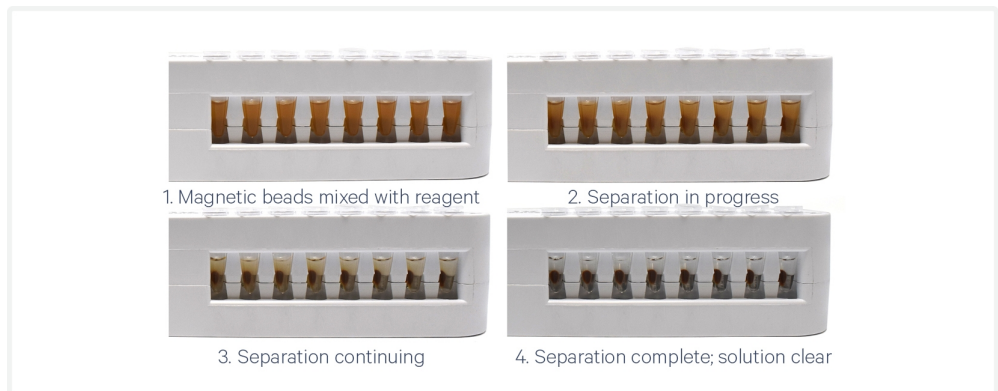 1. Magnetic beads mixed with reagent
2. Separation in progress
3. Separation continuing
4. Separation complete; solution clear